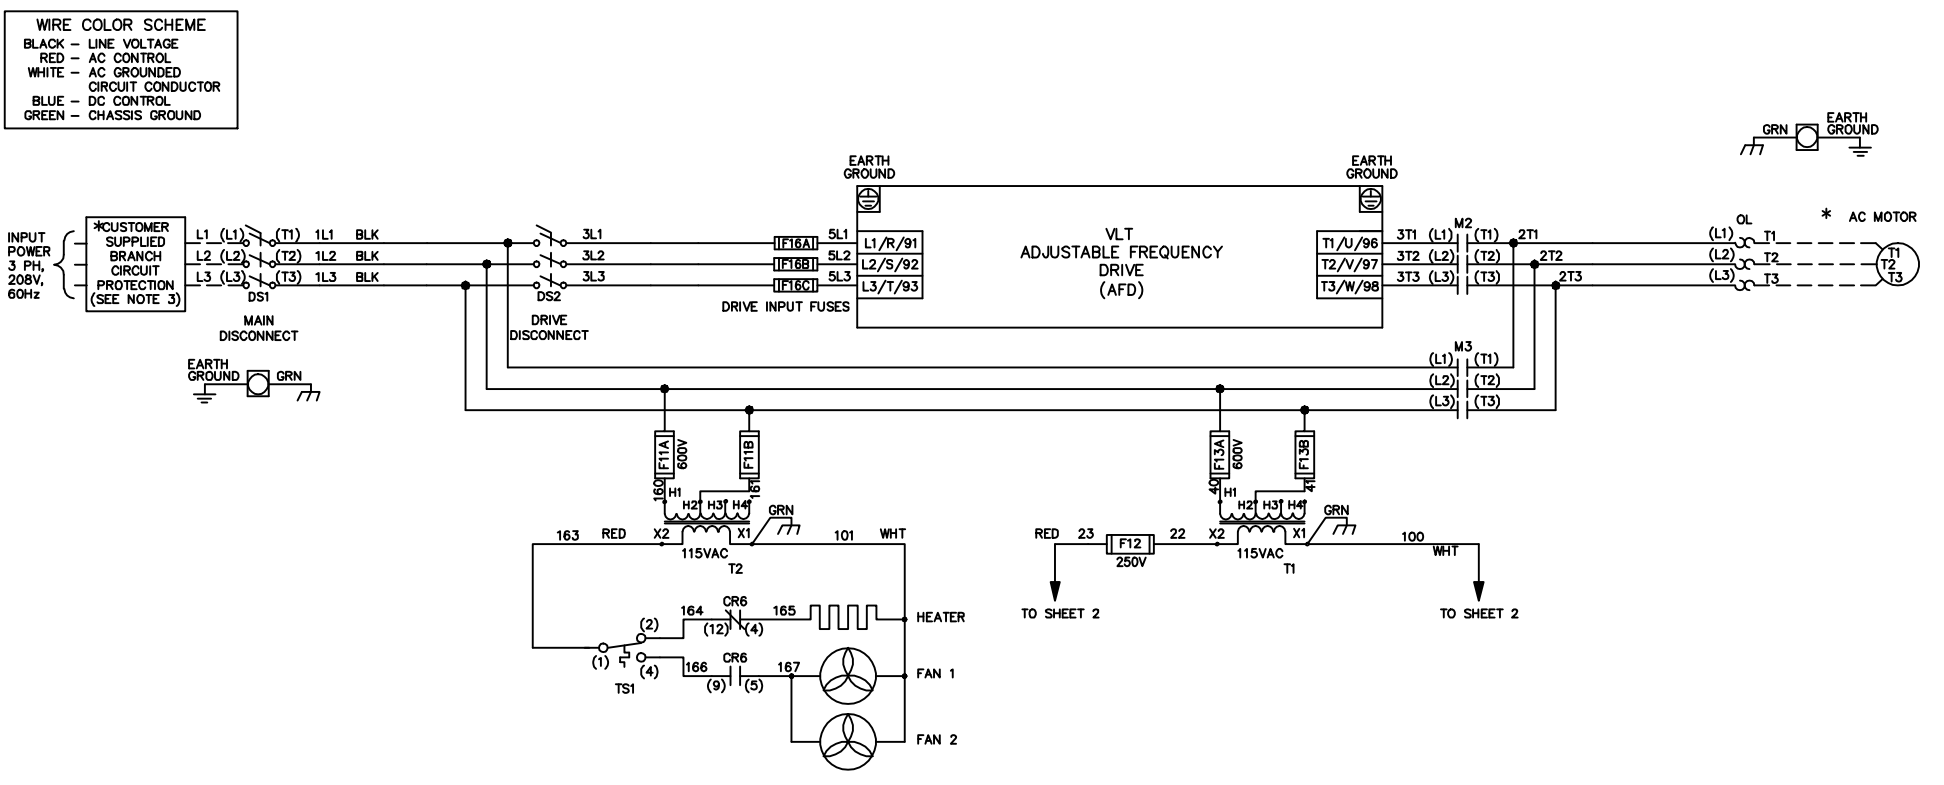 WIRE COLOR SCHEME
BLACK – LINE VOLTAGE
RED – AC CONTROL
WHITE – AC GROUNDED
CIRCUIT CONDUCTOR
BLUE – DC CONTROL
GREEN – CHASSIS GROUND
GRN
EARTH
GROUND
INPUT
POWER
3 PH,
208V,
60Hz
*CUSTOMER
SUPPLIED
BRANCH
CIRCUIT
PROTECTION
(SEE NOTE 3)
L1 (L1) (T1) 1L1 BLK
L2 (L2) (T2) 1L2 BLK
L3 (L3) (T3) 1L3 BLK
DS1
MAIN
DISCONNECT
EARTH
GROUND
GRN
3L1
3L2
3L3
DS2
DRIVE
DISCONNECT
F16A 5L1
F16B 5L2
F16C 5L3
DRIVE INPUT FUSES
EARTH
GROUND
EARTH
GROUND
L1/R/91
L2/S/92
L3/T/93
VLT
ADJUSTABLE FREQUENCY
DRIVE
(AFD)
T1/U/96
T2/V/97
T3/W/98
M2
3T1 (L1) (T1) 2T1
3T2 (L2) (T2) 2T2
3T3 (L3) (T3) 2T3
OL
(L1) T1
(L2) T2
(L3) T3
* AC MOTOR
T1
T2
T3
M3
(L1) (T1)
(L2) (T2)
(L3) (T3)
F11A
600V
F11B
160
161
H1
H2 H3 H4
GRN
163 RED X2 X1 101 WHT
115VAC
T2
F13A
600V
F13B
40
41
H1
H2 H3 H4
GRN
RED 23 F12 22 X2 X1 100
WHT
250V
115VAC
T1
TO SHEET 2
TO SHEET 2
CR6
164 165
(12) (4)
HEATER
(2)
(1)
(4)
TS1
CR6
166 167
(9) (5)
FAN 1
FAN 2